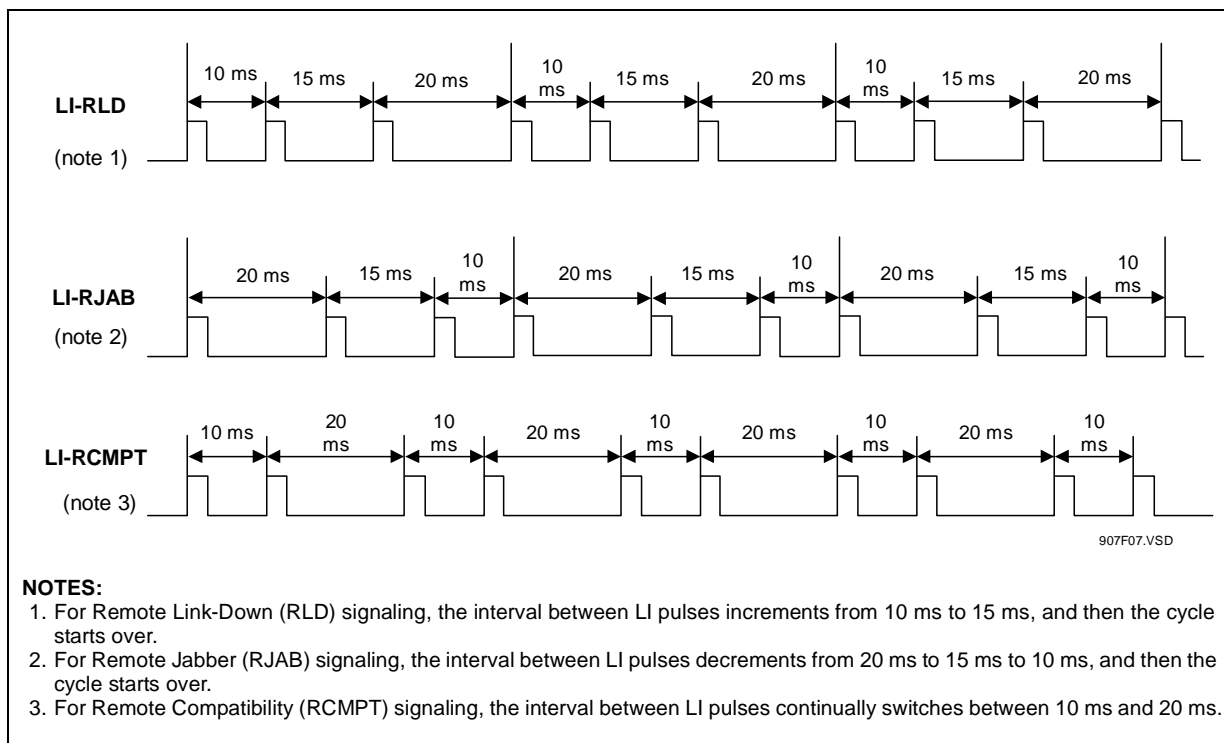 10 ms 15 ms 20 ms 10 ms 15 ms 20 ms 10 ms 15 ms 20 ms
LI-RLD
(note 1)
20 ms 15 ms 10 ms 20 ms 15 ms 10 ms 20 ms 15 ms 10 ms
LI-RJAB
(note 2)
10 ms 20 ms 10 ms 20 ms 10 ms 20 ms 10 ms 20 ms 10 ms
LI-RCMPT
(note 3)
907F07.VSD
NOTES:
1. For Remote Link-Down (RLD) signaling, the interval between LI pulses increments from 10 ms to 15 ms, and then the cycle
starts over.
2. For Remote Jabber (RJAB) signaling, the interval between LI pulses decrements from 20 ms to 15 ms to 10 ms, and then the
cycle starts over.
3. For Remote Compatibility (RCMPT) signaling, the interval between LI pulses continually switches between 10 ms and 20 ms.